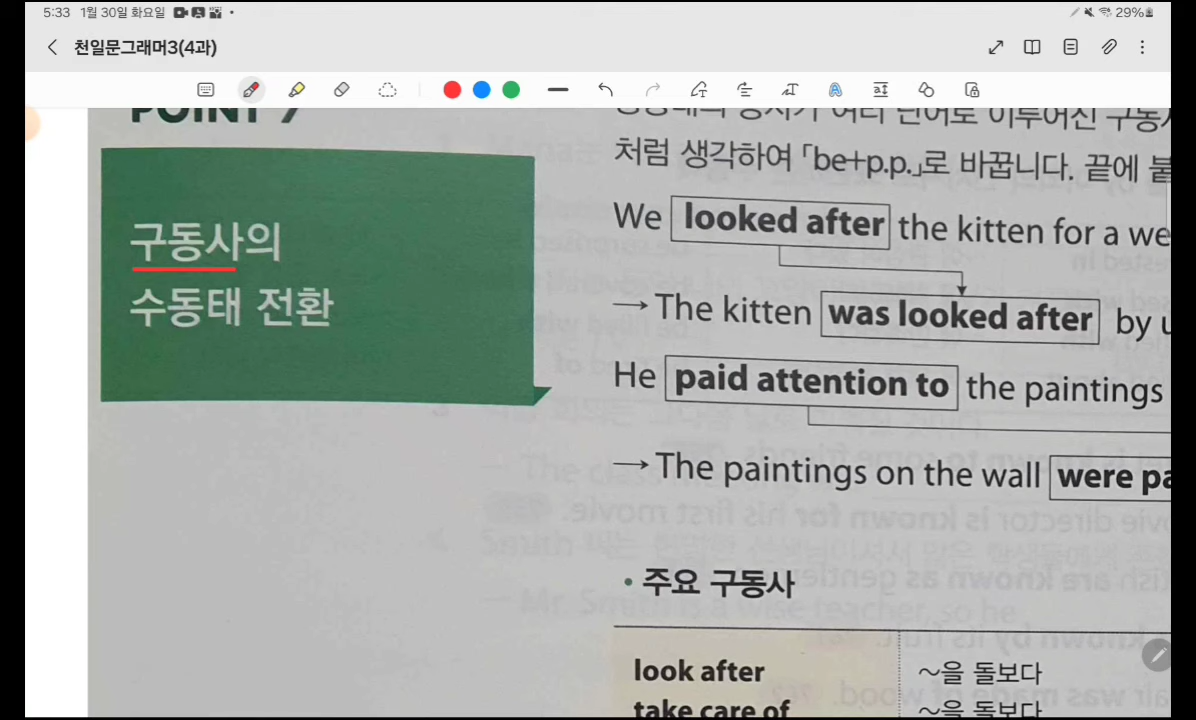 5:33 1월 30일 화요일
29%
천일문그래머3(4과)
POINT 7
구동사의
수동태 전환
처럼 생각하여 「be+p.p.」로 바꿉니다. 끝에
We looked after the kitten for a we
→ The kitten was looked after by u
He paid attention to the paintings
→ The paintings on the wall were pa
• 주요 구동사
look after ~을 돌보다
take care of ~을 돌보다